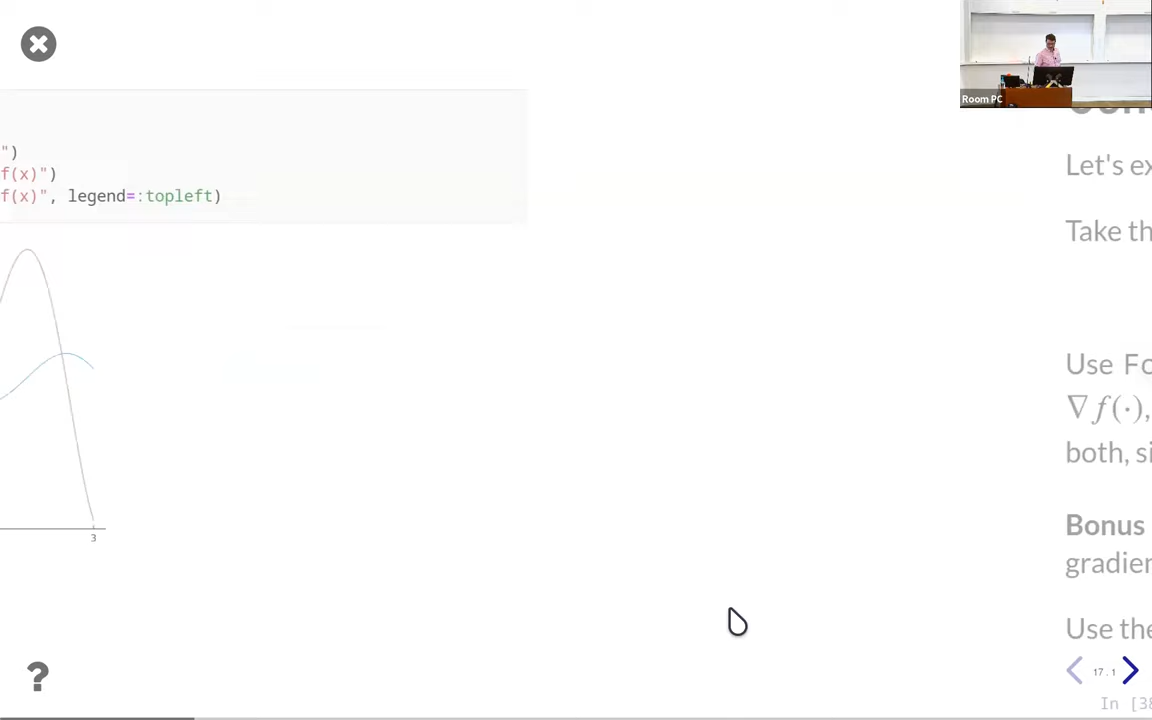 Room PC
")
f(x)")
f(x)", legend=:topleft)
3
Let's ex
Take th
Use Fo
∇f(·),
both, si
Bonus
gradien
Use the
17.1
In [38
?